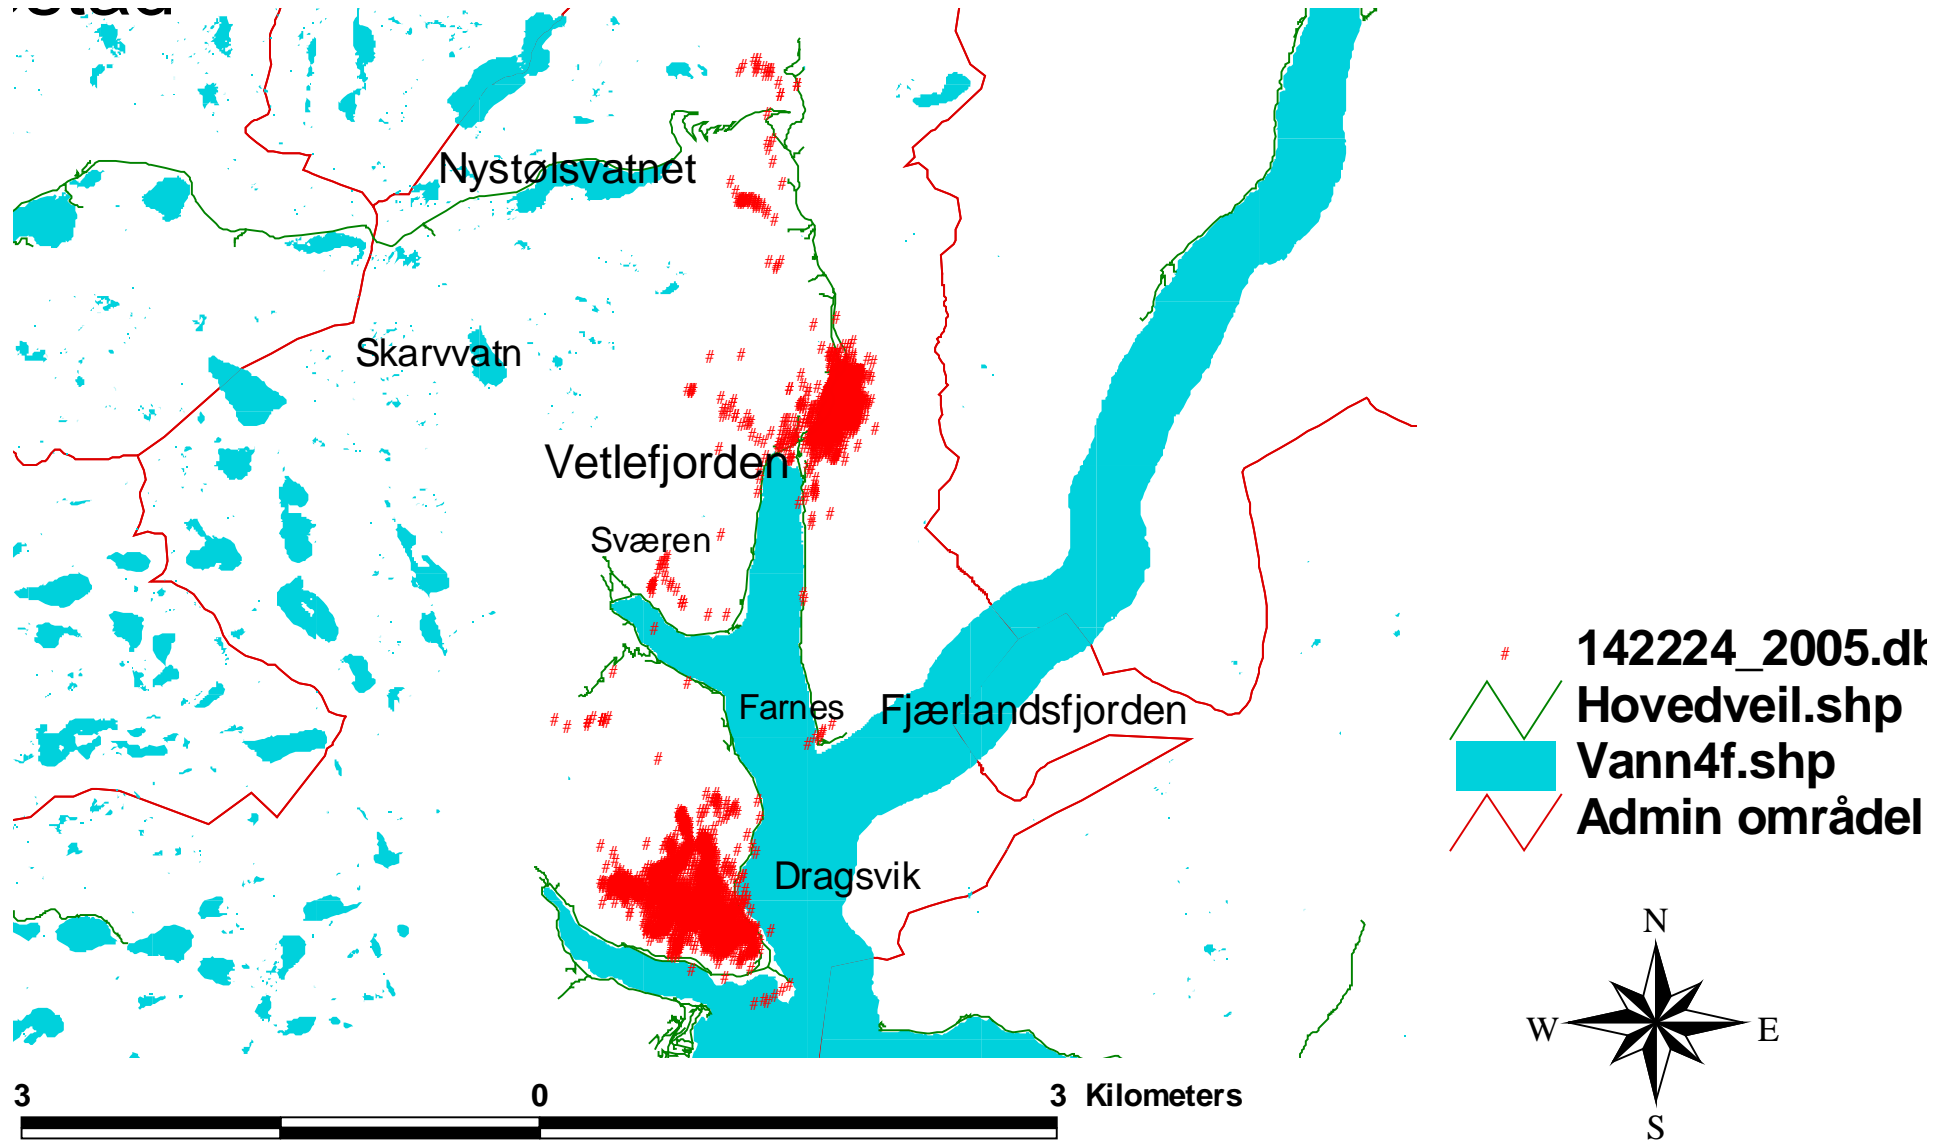 Nystølsvatnet
Skarvvatn
Vetlefjorden
Sværen
Farnes
Fjærlandsfjorden
Dragsvik
142224_2005.db
Hovedveil.shp
Vann4f.shp
Admin områdel
N
W
E
S
3
0
3 Kilometers